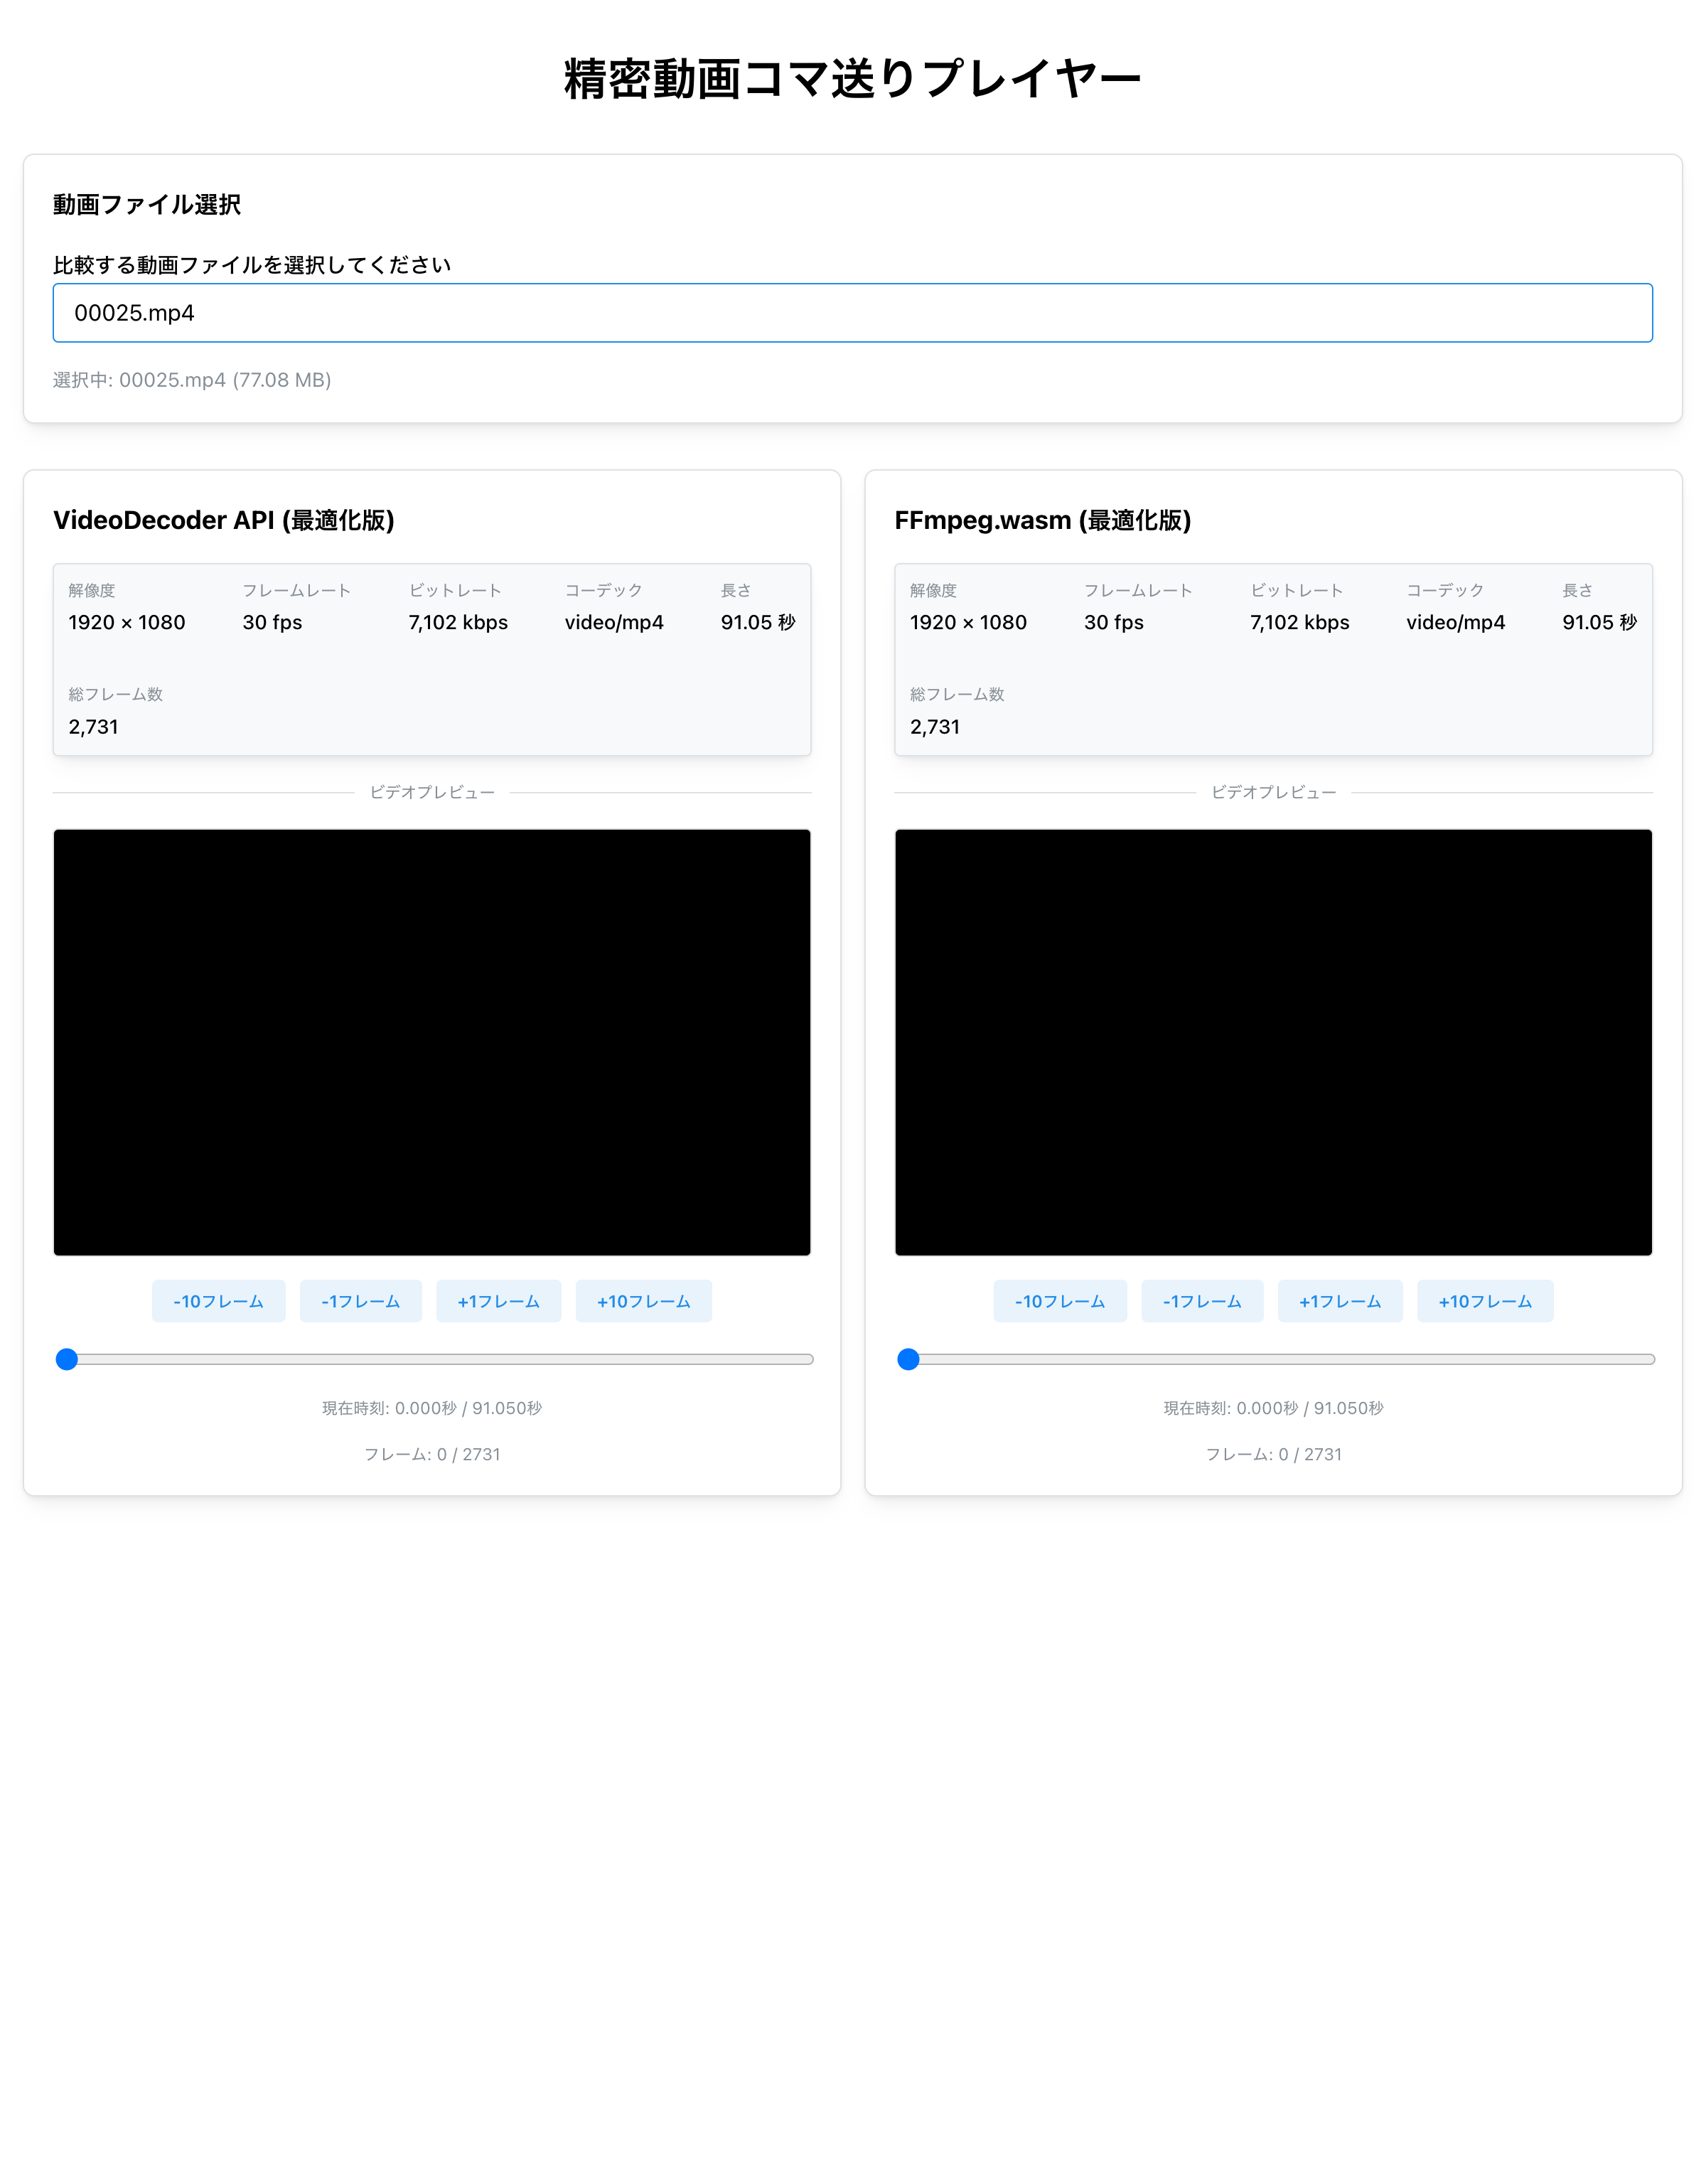 精密動画コマ送りプレイヤー
動画ファイル選択
比較する動画ファイルを選択してください
00025.mp4
選択中: 00025.mp4 (77.08 MB)
VideoDecoder API (最適化版)
解像度 フレームレート ビットレート コーデック 長さ
1920 × 1080 30 fps 7,102 kbps video/mp4 91.05 秒
総フレーム数
2,731
ビデオプレビュー
-10フレーム -1フレーム +1フレーム +10フレーム
現在時刻: 0.000秒 / 91.050秒
フレーム: 0 / 2731
FFmpeg.wasm (最適化版)
解像度 フレームレート ビットレート コーデック 長さ
1920 × 1080 30 fps 7,102 kbps video/mp4 91.05 秒
総フレーム数
2,731
ビデオプレビュー
-10フレーム -1フレーム +1フレーム +10フレーム
現在時刻: 0.000秒 / 91.050秒
フレーム: 0 / 2731